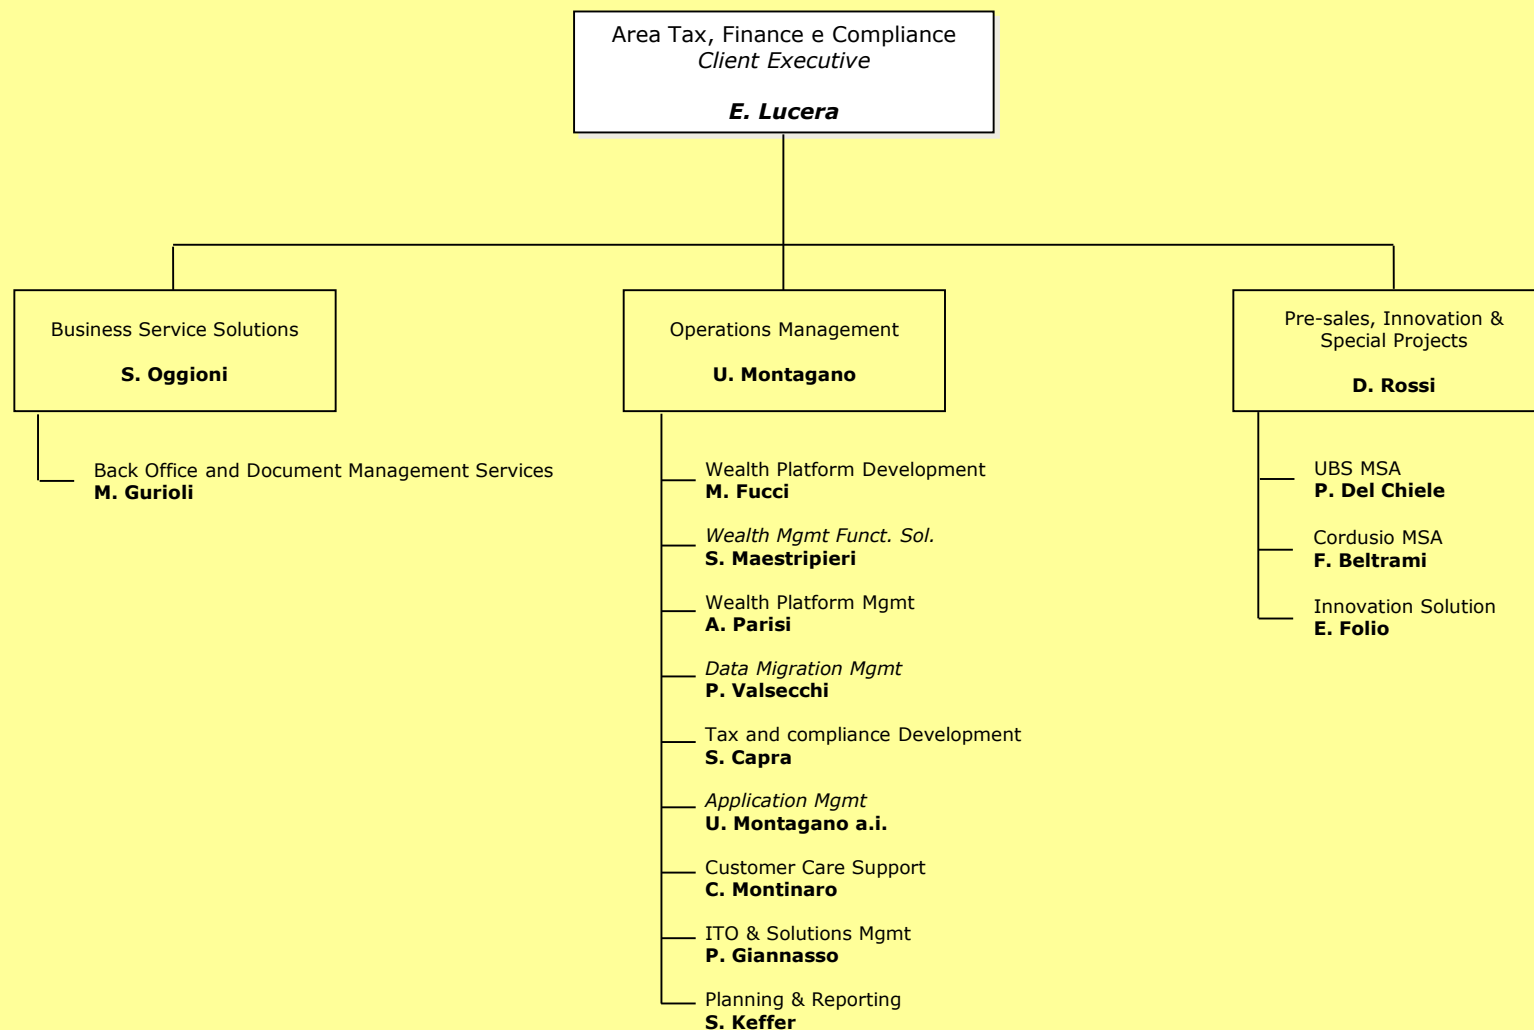 Area Tax, Finance e Compliance
Client Executive
E. Lucera
Business Service Solutions
S. Oggioni
Back Office and Document Management Services
M. Gurioli
Operations Management
U. Montagano
Wealth Platform Development
M. Fucci
Wealth Mgmt Funct. Sol.
S. Maestripieri
Wealth Platform Mgmt
A. Parisi
Data Migration Mgmt
P. Valsecchi
Tax and compliance Development
S. Capra
Application Mgmt
U. Montagano a.i.
Customer Care Support
C. Montinaro
ITO & Solutions Mgmt
P. Giannasso
Planning & Reporting
S. Keffer
Pre-sales, Innovation &
Special Projects
D. Rossi
UBS MSA
P. Del Chiele
Cordusio MSA
F. Beltrami
Innovation Solution
E. Folio